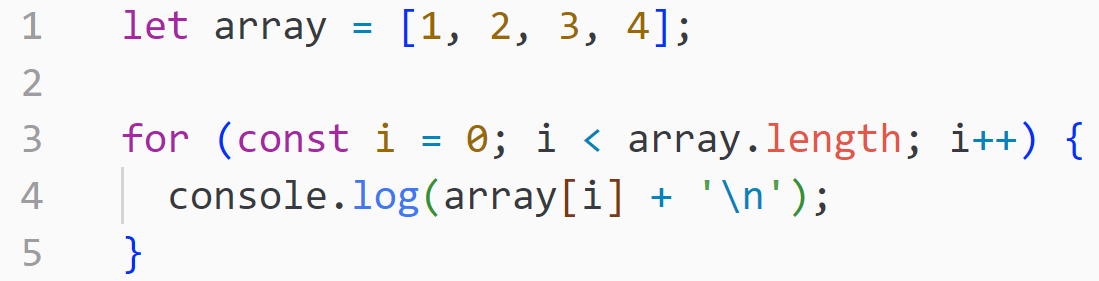 1 let array = [1, 2, 3, 4];
2
3 for (const i = 0; i < array.length; i++) {
4   console.log(array[i] + '\n');
5 }